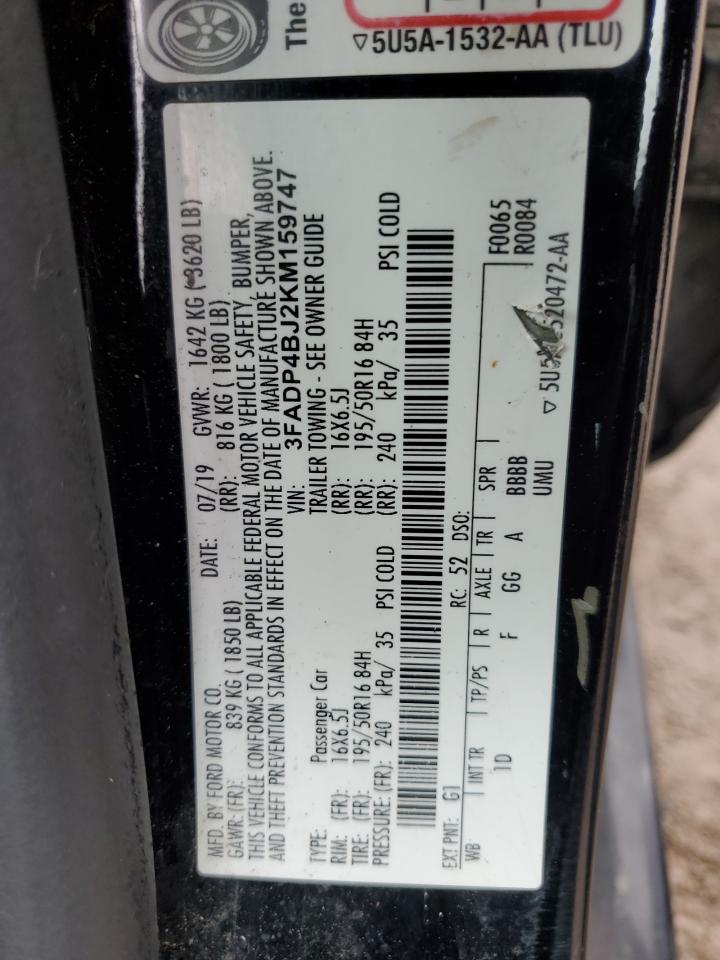 The
5U5A-1532-AA (TLU)
MFD. BY FORD MOTOR CO. DATE: 07/19 GVWR: 1642 KG ( 3620 LB)
GAWR: (FR): 839 KG ( 1850 LB) (RR): 816 KG ( 1800 LB)
THIS VEHICLE CONFORMS TO ALL APPLICABLE FEDERAL MOTOR VEHICLE SAFETY, BUMPER,
AND THEFT PREVENTION STANDARDS IN EFFECT ON THE DATE OF MANUFACTURE SHOWN ABOVE.
VIN: 3FADP4BJ2KM159747
TYPE: Passenger Car TRAILER TOWING - SEE OWNER GUIDE
RIM: (FR): 16X6.5J (RR): 16X6.5J
TIRE: (FR): 195/50R16 84H (RR): 195/50R16 84H
PRESSURE: (FR): 240 kPa/ 35 PSI COLD (RR): 240 kPa/ 35 PSI COLD
EXT PNT: G1 RC: 52 DSO:
WB INT TR TP/PS R AXLE TR SPR F0065
1D F GG A BBBB R0084
UMU
520472-AA